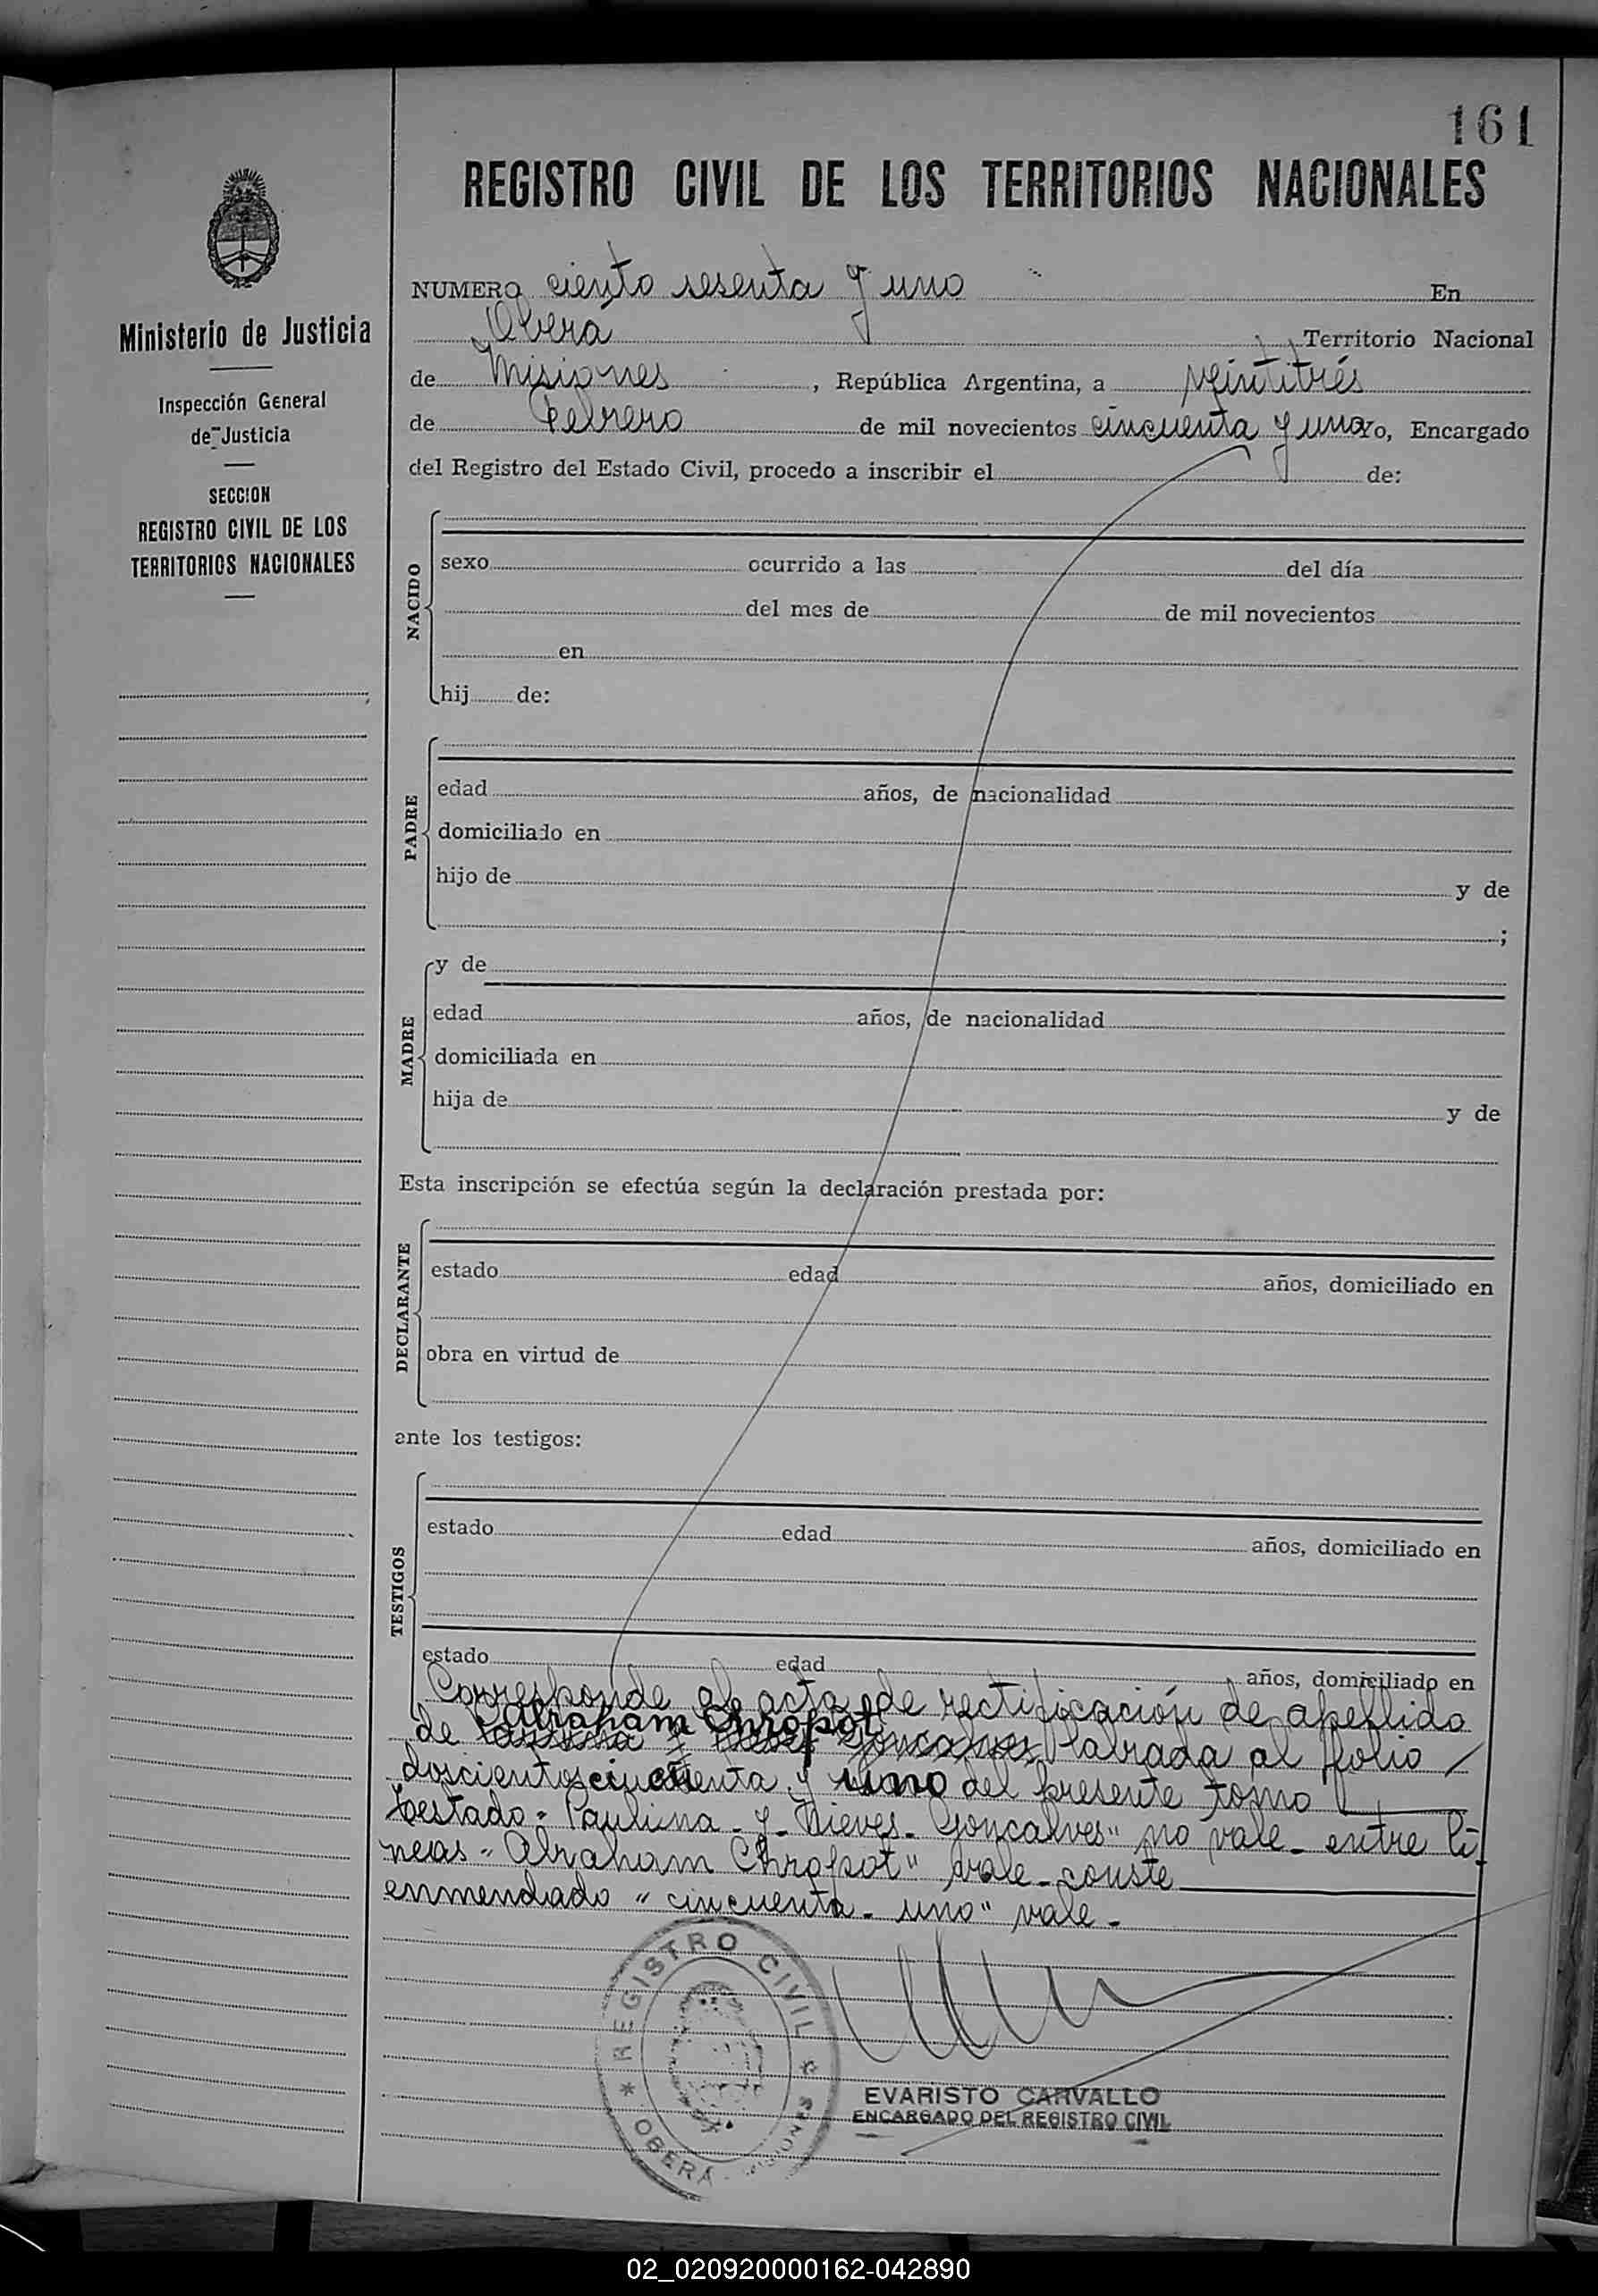 161
REGISTRO CIVIL DE LOS TERRITORIOS NACIONALES
Ministerio de Justicia
Inspección General
de Justicia
SECCION
REGISTRO CIVIL DE LOS
TERRITORIOS NACIONALES
NUMERO ciento sesenta y uno En
Oberá Territorio Nacional
de Misiones, República Argentina, a veintitrés
de Febrero de mil novecientos cincuenta y uno Yo, Encargado
del Registro del Estado Civil, procedo a inscribir el de:
NACIDO
sexo ocurrido a las del día
del mes de de mil novecientos
en
hij de:
PADRE
edad años, de nacionalidad
domiciliado en
hijo de y de
;
MADRE
y de
edad años, de nacionalidad
domiciliada en
hija de y de
Esta inscripción se efectúa según la declaración prestada por:
DECLARANTE
estado edad años, domiciliado en
obra en virtud de
ante los testigos:
TESTIGOS
estado edad años, domiciliado en
estado edad años, domiciliado en
Corresponde al acta de rectificación de apellido
Abraham Chropot
de Paulina y Nieves Goncalves labrada al folio
doscientos cincuenta y uno del presente tomo
Testado: Paulina - y - Nieves - Goncalves" no vale - entre lí
neas "Abraham Chropot" vale - conste
enmendado "cincuenta - uno" vale -
REGISTRO CIVIL
OBERÁ
EVARISTO CARVALLO
ENCARGADO DEL REGISTRO CIVIL
02_020920000162-042890